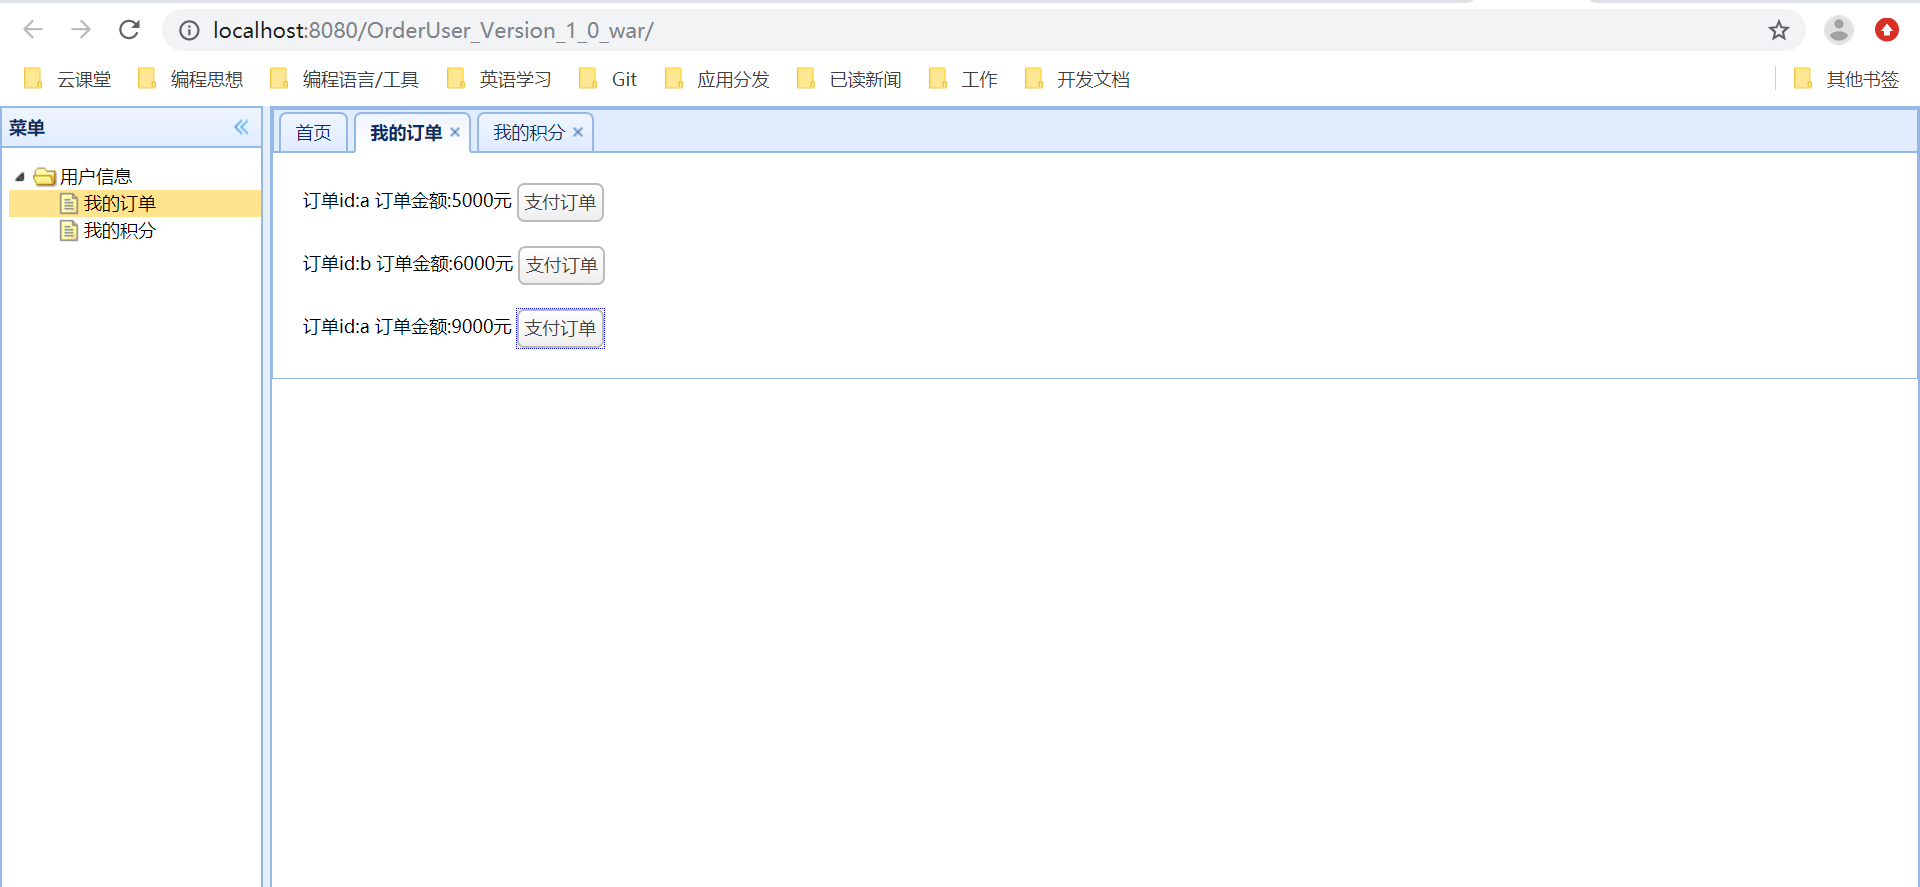 localhost:8080/OrderUser_Version_1_0_war/
云课堂 编程思想 编程语言/工具 英语学习 Git 应用分发 已读新闻 工作 开发文档 其他书签
菜单
首页 我的订单 我的积分
用户信息
我的订单
我的积分
订单id:a 订单金额:5000元 支付订单
订单id:b 订单金额:6000元 支付订单
订单id:a 订单金额:9000元 支付订单